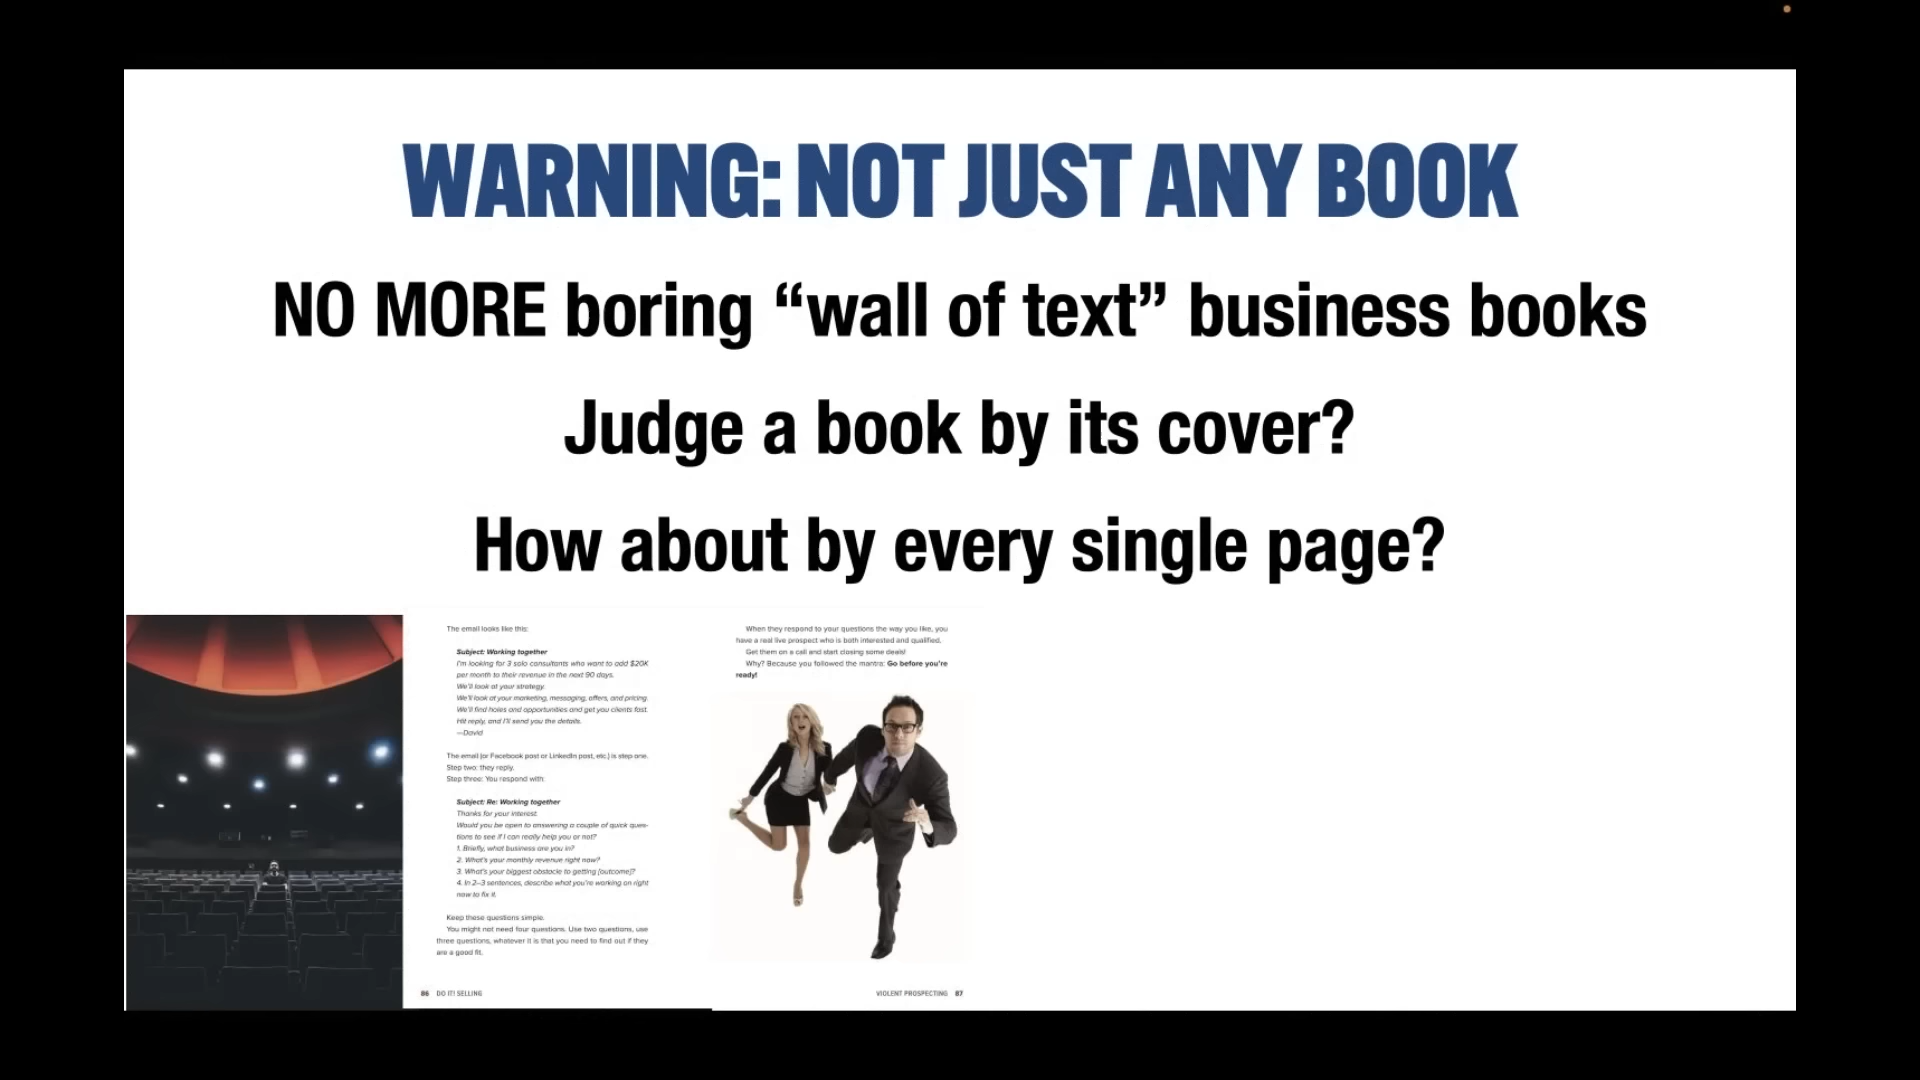 WARNING: NOT JUST ANY BOOK
NO MORE boring “wall of text” business books
Judge a book by its cover?
How about by every single page?
The email looks like this:
Subject: Working together
I'm looking for 3 solo consultants who want to add $20K
per month to their revenue in the next 90 days.
We'll look at your strategy.
We'll look at your marketing, messaging, offers, and pricing.
We'll find holes and opportunities and get you clients fast.
Hit reply, and I'll send you the details.
—David
The email (or Facebook post or LinkedIn post, etc.) is step one.
Step two: they reply.
Step three: You respond with:
Subject: Re: Working together
Thanks for your interest.
Would you be open to answering a couple of quick ques-
tions to see if I can really help you or not?
1. Briefly, what business are you in?
2. What's your monthly revenue right now?
3. What's your biggest obstacle to getting [outcome]?
4. In 2–3 sentences, describe what you're working on right
now to fix it.
Keep these questions simple.
You might not need four questions. Use two questions, use
three questions, whatever it is that you need to find out if they
are a good fit.
86 DO IT! SELLING
When they respond to your questions the way you like, you
have a real live prospect who is both interested and qualified.
Get them on a call and start closing some deals!
Why? Because you followed the mantra: Go before you're
ready!
VIOLENT PROSPECTING 87